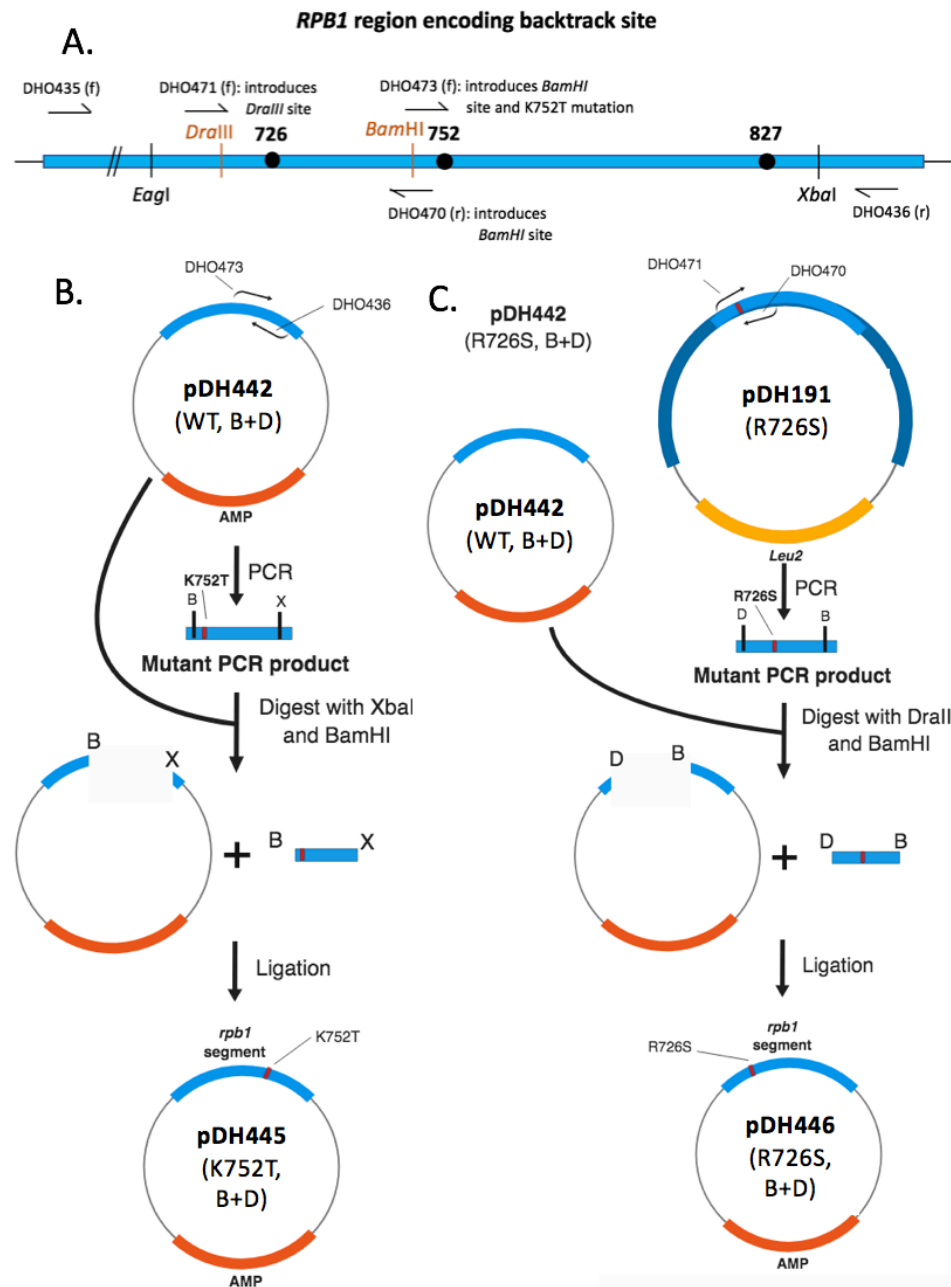 RPB1 region encoding backtrack site
A.
DHO435 (f)
DHO471 (f): introduces
DraIII site
DHO473 (f): introduces BamHI
site and K752T mutation
DraIII
726
BamHI
752
827
EagI
XbaI
DHO470 (r): introduces
BamHI site
DHO436 (r)
B.
DHO473
DHO436
pDH442
(WT, B+D)
AMP
K752T
PCR
B
X
Mutant PCR product
Digest with XbaI
and BamHI
B
X
+
B
X
Ligation
rpb1
segment
K752T
pDH445
(K752T,
B+D)
AMP
C.
pDH442
(R726S, B+D)
DHO471
DHO470
pDH191
(R726S)
Leu2
pDH442
(WT, B+D)
R726S
PCR
D
B
Mutant PCR product
Digest with DraII
and BamHI
D
B
+
D
B
Ligation
rpb1
segment
R726S
pDH446
(R726S,
B+D)
AMP